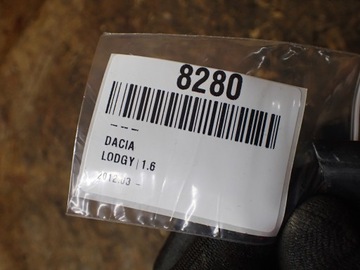 8280
– – –
DACIA
LODGY | 1.6
2012.03 –